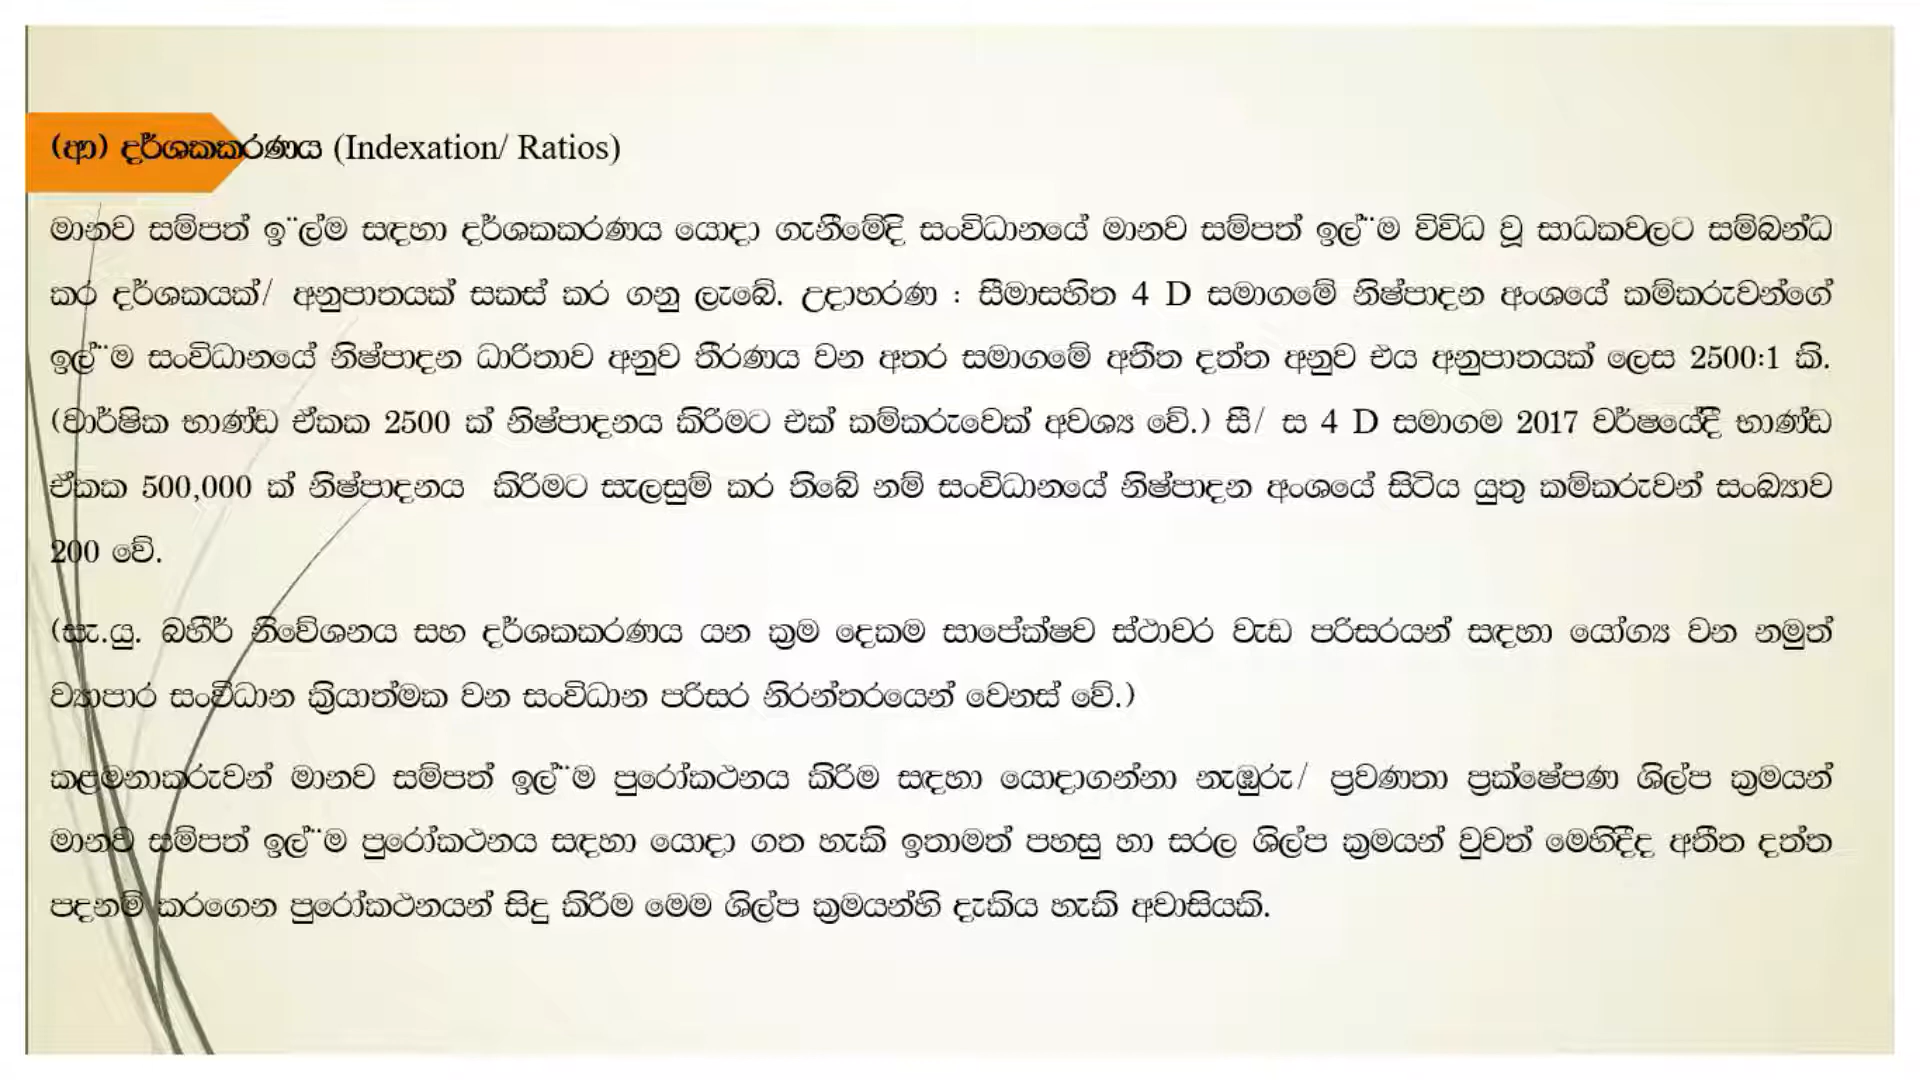 (ආ) දර්ශකකරණය (Indexation/ Ratios)
මානව සම්පත් ඉ¨ල්ම සඳහා දර්ශකකරණය යොදා ගැනීමේදි සංවිධානයේ මානව සම්පත් ඉල්¨ම විවිධ වූ සාධකවලට සම්බන්ධ
කර දර්ශකයක්/ අනුපාතයක් සකස් කර ගනු ලැබේ. උදාහරණ : සීමාසහිත 4 D සමාගමේ නිෂ්පාදන අංශයේ කම්කරුවන්ගේ
ඉල්¨ම සංවිධානයේ නිෂ්පාදන ධාරිතාව අනුව තීරණය වන අතර සමාගමේ අතීත දත්ත අනුව එය අනුපාතයක් ලෙස 2500:1 කි.
(වාර්ෂික භාණ්ඩ ඒකක 2500 ක් නිෂ්පාදනය කිරිමට එක් කම්කරුවෙක් අවශ්‍ය වේ.) සී/ ස 4 D සමාගම 2017 වර්ෂයේදී භාණ්ඩ
ඒකක 500,000 ක් නිෂ්පාදනය කිරිමට සැලසුම් කර තිබේ නම් සංවිධානයේ නිෂ්පාදන අංශයේ සිටිය යුතු කම්කරුවන් සංඛ්‍යාව
200 වේ.
(සැ.යු. බහිර් නිවේශනය සහ දර්ශකකරණය යන ක්‍රම දෙකම සාපේක්ෂව ස්ථාවර වැඩ පරිසරයන් සඳහා යෝග්‍ය වන නමුත්
ව්‍යාපාර සංවිධාන ක්‍රියාත්මක වන සංවිධාන පරිසර නිරන්තරයෙන් වෙනස් වේ.)
කළමනාකරුවන් මානව සම්පත් ඉල්¨ම පුරෝකථනය කිරිම සඳහා යොදාගන්නා නැඹුරු/ ප්‍රවණතා ප්‍රක්ෂේපණ ශිල්ප ක්‍රමයන්
මානව සම්පත් ඉල්¨ම පුරෝකථනය සඳහා යොදා ගත හැකි ඉතාමත් පහසු හා සරල ශිල්ප ක්‍රමයන් වුවත් මෙහිදීද අතීත දත්ත
පදනම් කරගෙන පුරෝකථනයන් සිදු කිරිම මෙම ශිල්ප ක්‍රමයන්හි දැකිය හැකි අවාසියකි.